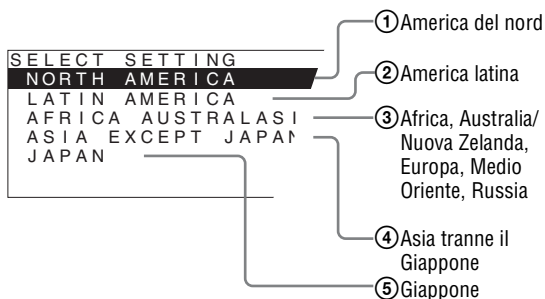 SELECT SETTING
NORTH AMERICA
LATIN AMERICA
AFRICA AUSTRALASI
ASIA EXCEPT JAPAN
JAPAN
①America del nord
②America latina
③Africa, Australia/
Nuova Zelanda,
Europa, Medio
Oriente, Russia
④Asia tranne il
Giappone
⑤Giappone